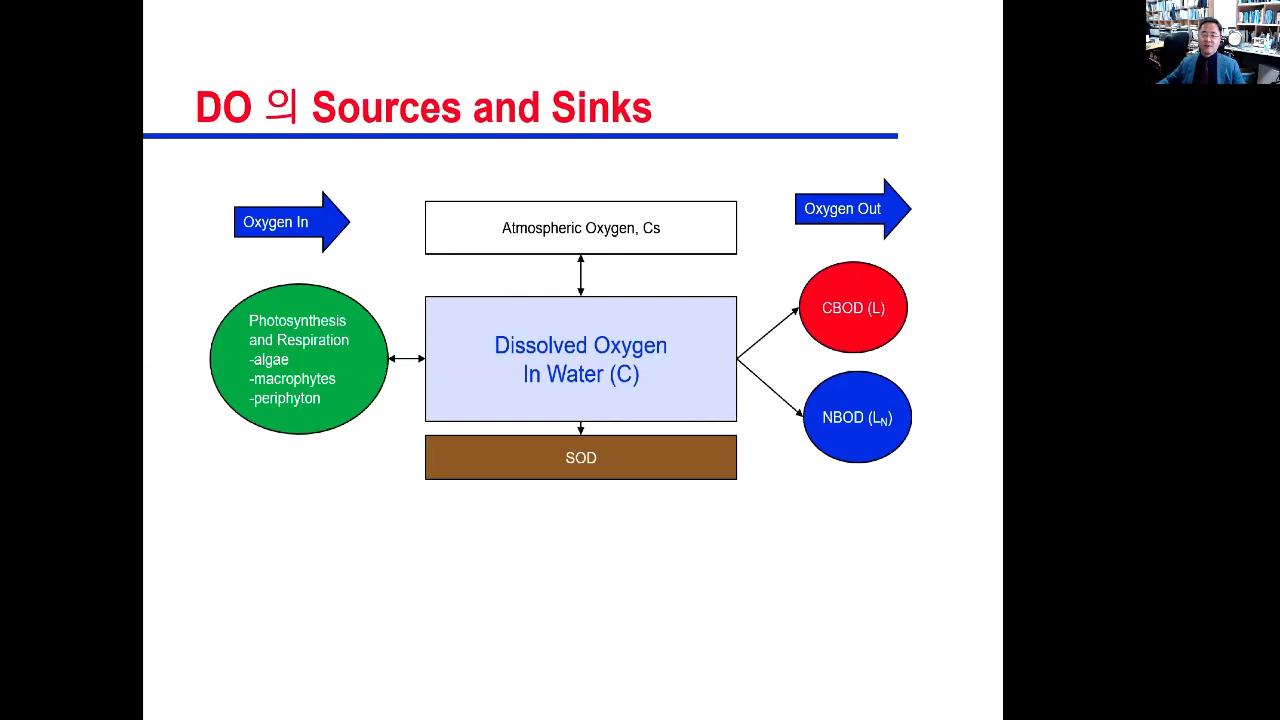 DO 의 Sources and Sinks
Oxygen In
Atmospheric Oxygen, Cs
Oxygen Out
Photosynthesis
and Respiration
-algae
-macrophytes
-periphyton
Dissolved Oxygen
In Water (C)
CBOD (L)
NBOD (LN)
SOD